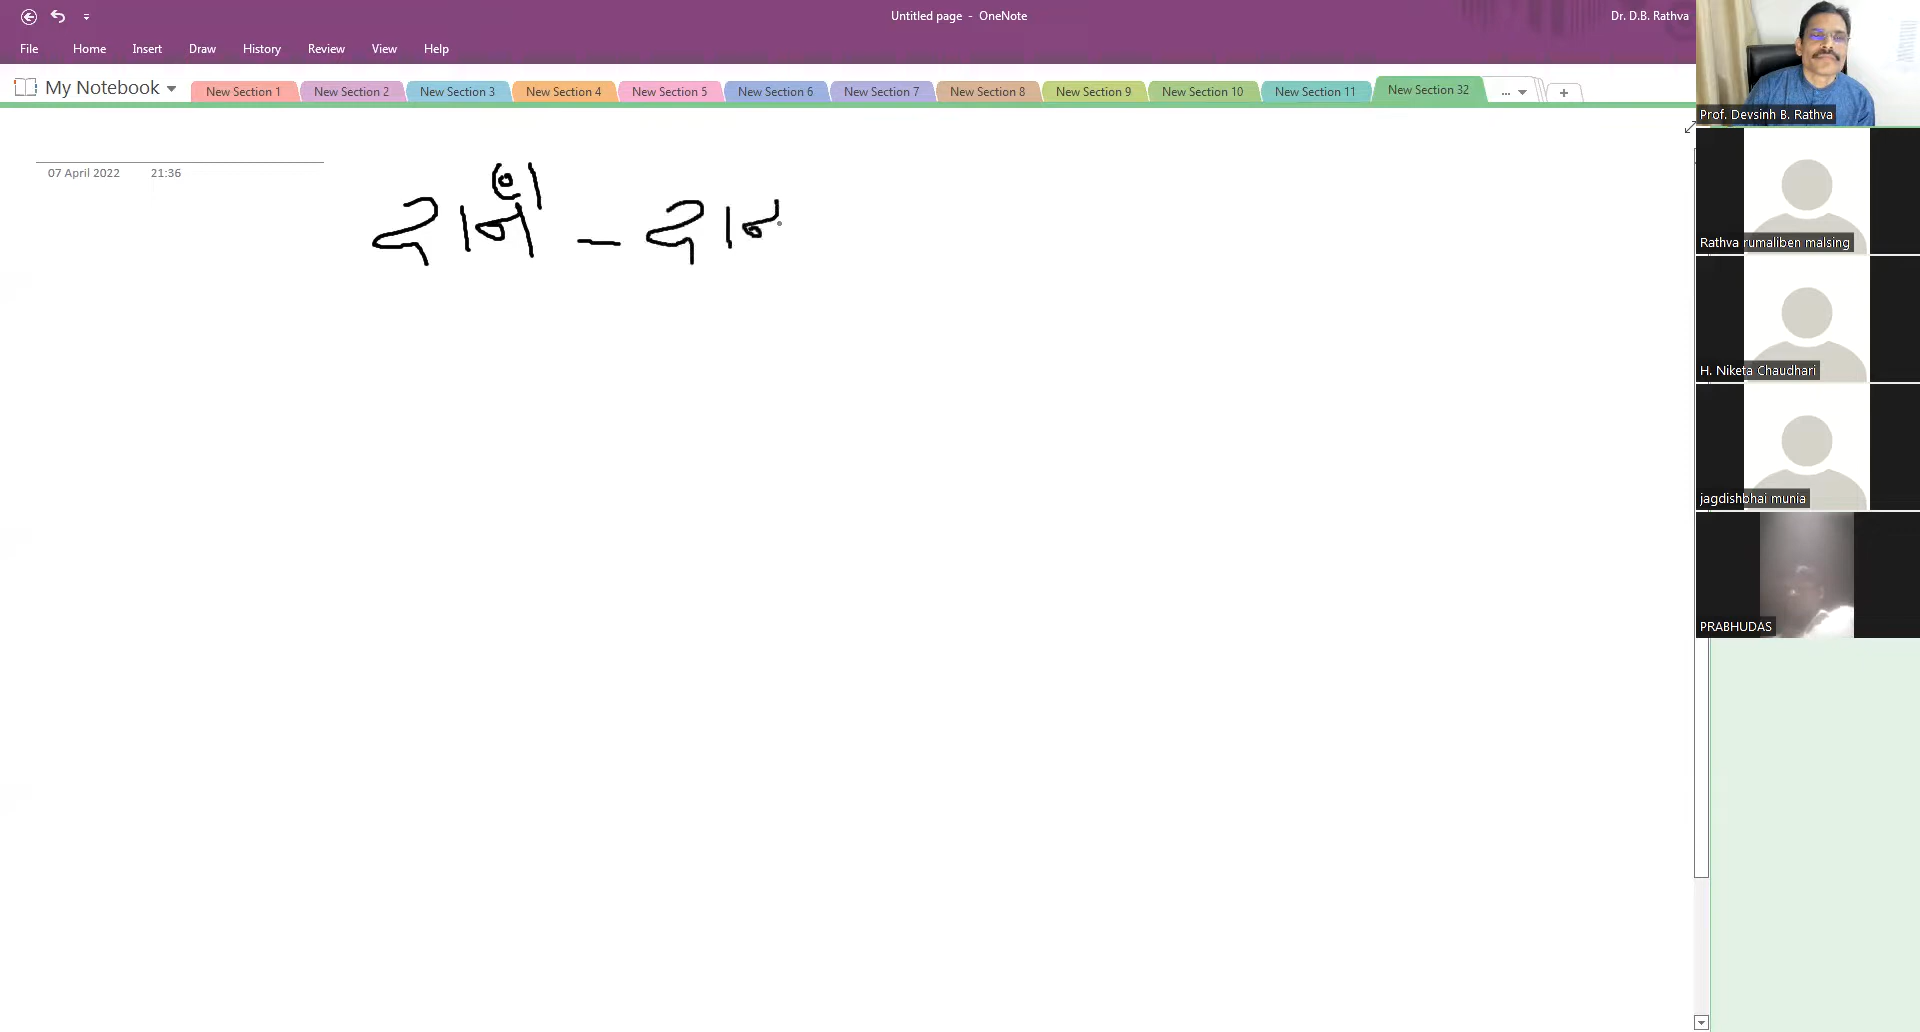 Untitled page - OneNote
Dr. D.B. Rathva
File Home Insert Draw History Review View Help
My Notebook New Section 1 New Section 2 New Section 3 New Section 4 New Section 5 New Section 6 New Section 7 New Section 8 New Section 9 New Section 10 New Section 11 New Section 32 ... +
07 April 2022 21:36
Prof. Devsinh B. Rathva
Rathva rumaliben malsing
H. Niketa Chaudhari
jagdishbhai munia
PRABHUDAS